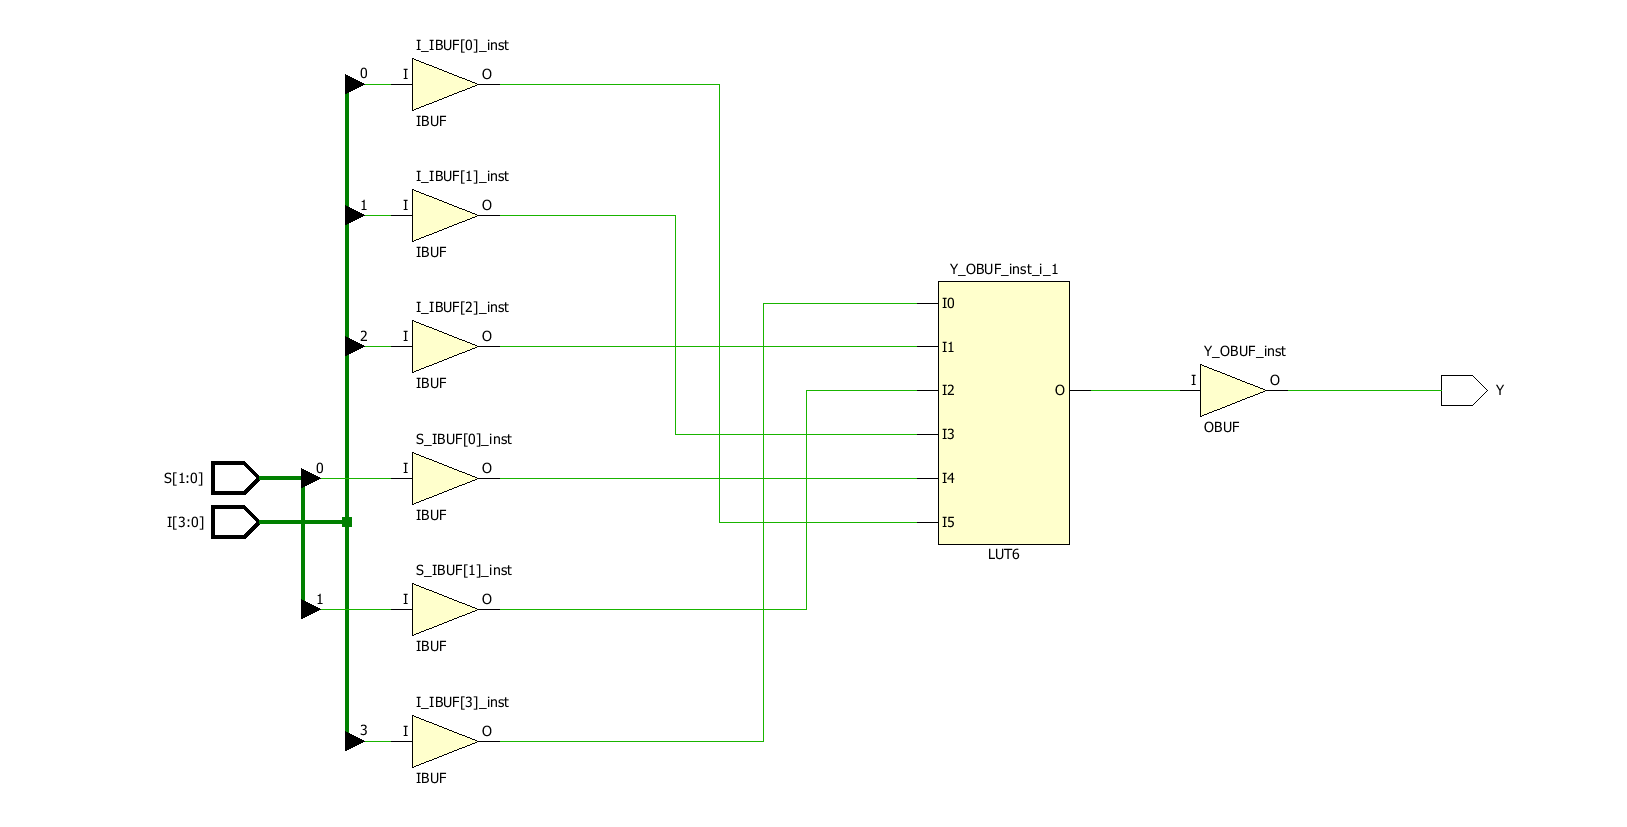 I_IBUF[0]_inst
0
I
O
IBUF
I_IBUF[1]_inst
1
I
O
IBUF
I_IBUF[2]_inst
2
I
O
IBUF
S_IBUF[0]_inst
S[1:0]
0
I
O
IBUF
I[3:0]
S_IBUF[1]_inst
1
I
O
IBUF
I_IBUF[3]_inst
3
I
O
IBUF
Y_OBUF_inst_i_1
I0
I1
I2
I3
I4
I5
O
LUT6
Y_OBUF_inst
I
O
OBUF
Y